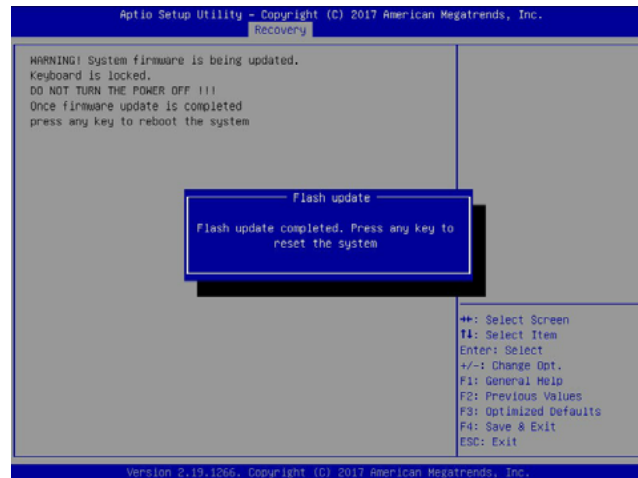 Aptio Setup Utility – Copyright (C) 2017 American Megatrends, Inc.
Recovery
WARNING! System firmware is being updated.
Keyboard is locked.
DO NOT TURN THE POWER OFF !!!
Once firmware update is completed
press any key to reboot the system
Flash update
Flash update completed. Press any key to
reset the system
→←: Select Screen
↑↓: Select Item
Enter: Select
+/-: Change Opt.
F1: General Help
F2: Previous Values
F3: Optimized Defaults
F4: Save & Exit
ESC: Exit
Version 2.19.1266. Copyright (C) 2017 American Megatrends, Inc.